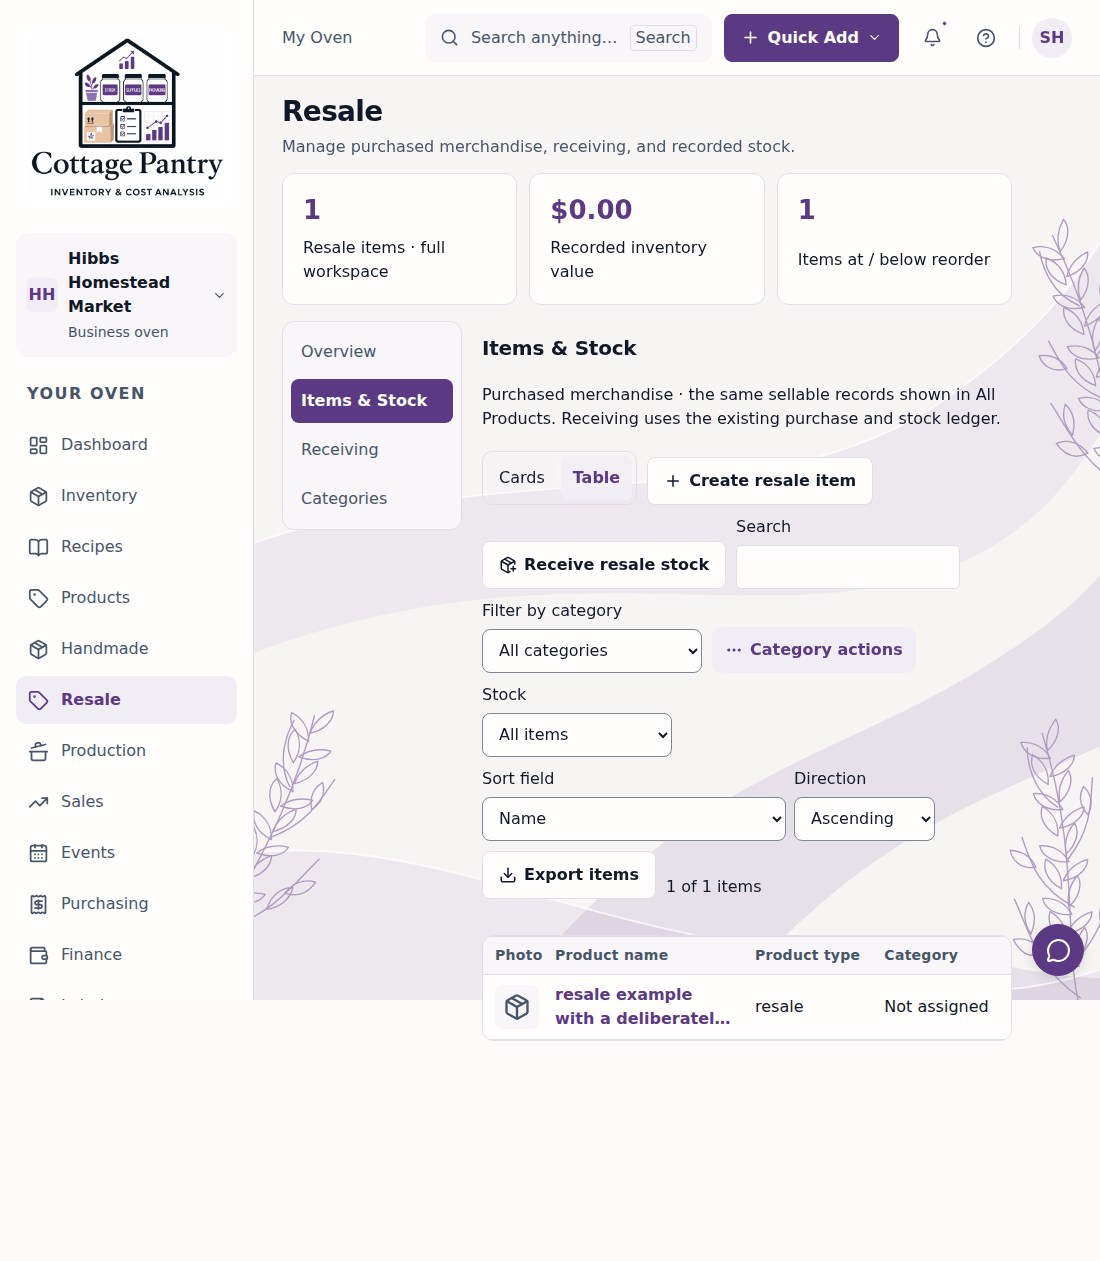 My Oven
Search anything...
Search
Quick Add
SH
Cottage Pantry
INVENTORY & COST ANALYSIS
HH
Hibbs
Homestead
Market
Business oven
YOUR OVEN
Dashboard
Inventory
Recipes
Products
Handmade
Resale
Production
Sales
Events
Purchasing
Finance
Resale
Manage purchased merchandise, receiving, and recorded stock.
1
Resale items · full
workspace
$0.00
Recorded inventory
value
1
Items at / below reorder
Overview
Items & Stock
Receiving
Categories
Items & Stock
Purchased merchandise · the same sellable records shown in All
Products. Receiving uses the existing purchase and stock ledger.
Cards
Table
Create resale item
Receive resale stock
Search
Filter by category
All categories
Category actions
Stock
All items
Sort field
Name
Direction
Ascending
Export items
1 of 1 items
Photo Product name Product type Category
resale example
with a deliberatel…
resale
Not assigned